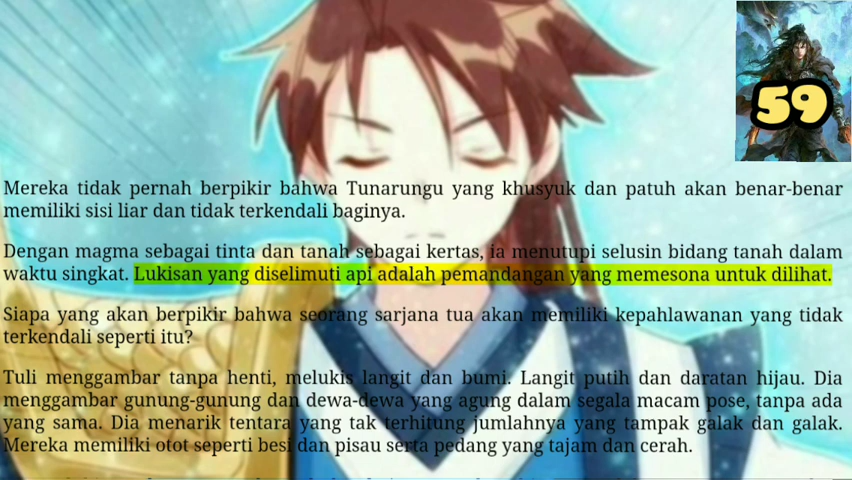 59
Mereka tidak pernah berpikir bahwa Tunarungu yang khusyuk dan patuh akan benar-benar
memiliki sisi liar dan tidak terkendali baginya.
Dengan magma sebagai tinta dan tanah sebagai kertas, ia menutupi selusin bidang tanah dalam
waktu singkat. Lukisan yang diselimuti api adalah pemandangan yang memesona untuk dilihat.
Siapa yang akan berpikir bahwa seorang sarjana tua akan memiliki kepahlawanan yang tidak
terkendali seperti itu?
Tuli menggambar tanpa henti, melukis langit dan bumi. Langit putih dan daratan hijau. Dia
menggambar gunung-gunung dan dewa-dewa yang agung dalam segala macam pose, tanpa ada
yang sama. Dia menarik tentara yang tak terhitung jumlahnya yang tampak galak dan galak.
Mereka memiliki otot seperti besi dan pisau serta pedang yang tajam dan cerah.